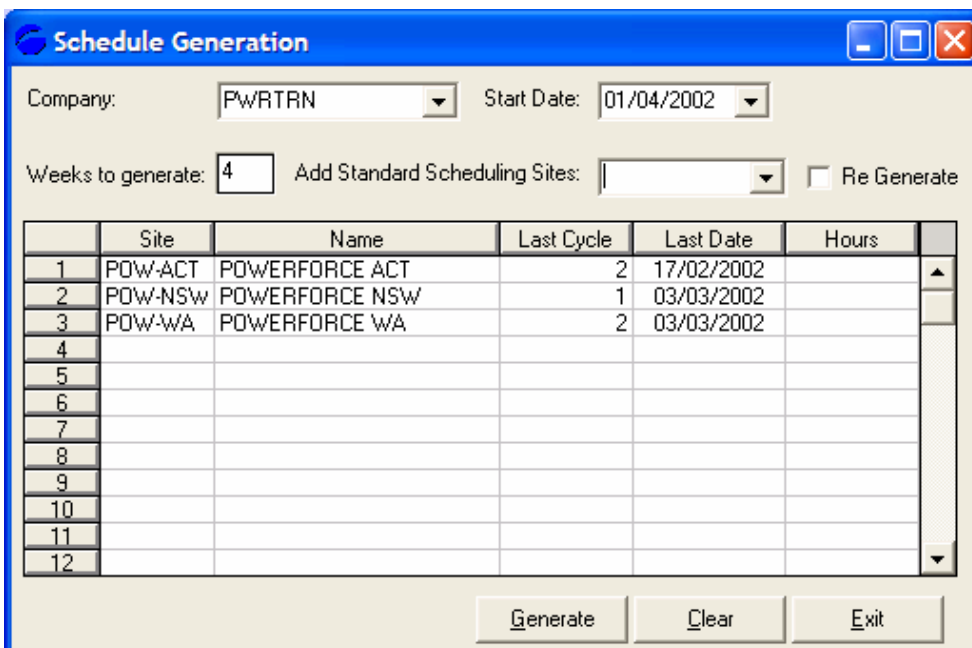 Schedule Generation
Company: PWRTRN Start Date: 01/04/2002
Weeks to generate: 4 Add Standard Scheduling Sites: Re Generate
Site Name Last Cycle Last Date Hours
1 POW-ACT POWERFORCE ACT 2 17/02/2002
2 POW-NSW POWERFORCE NSW 1 03/03/2002
3 POW-WA POWERFORCE WA 2 03/03/2002
4
5
6
7
8
9
10
11
12
Generate Clear Exit